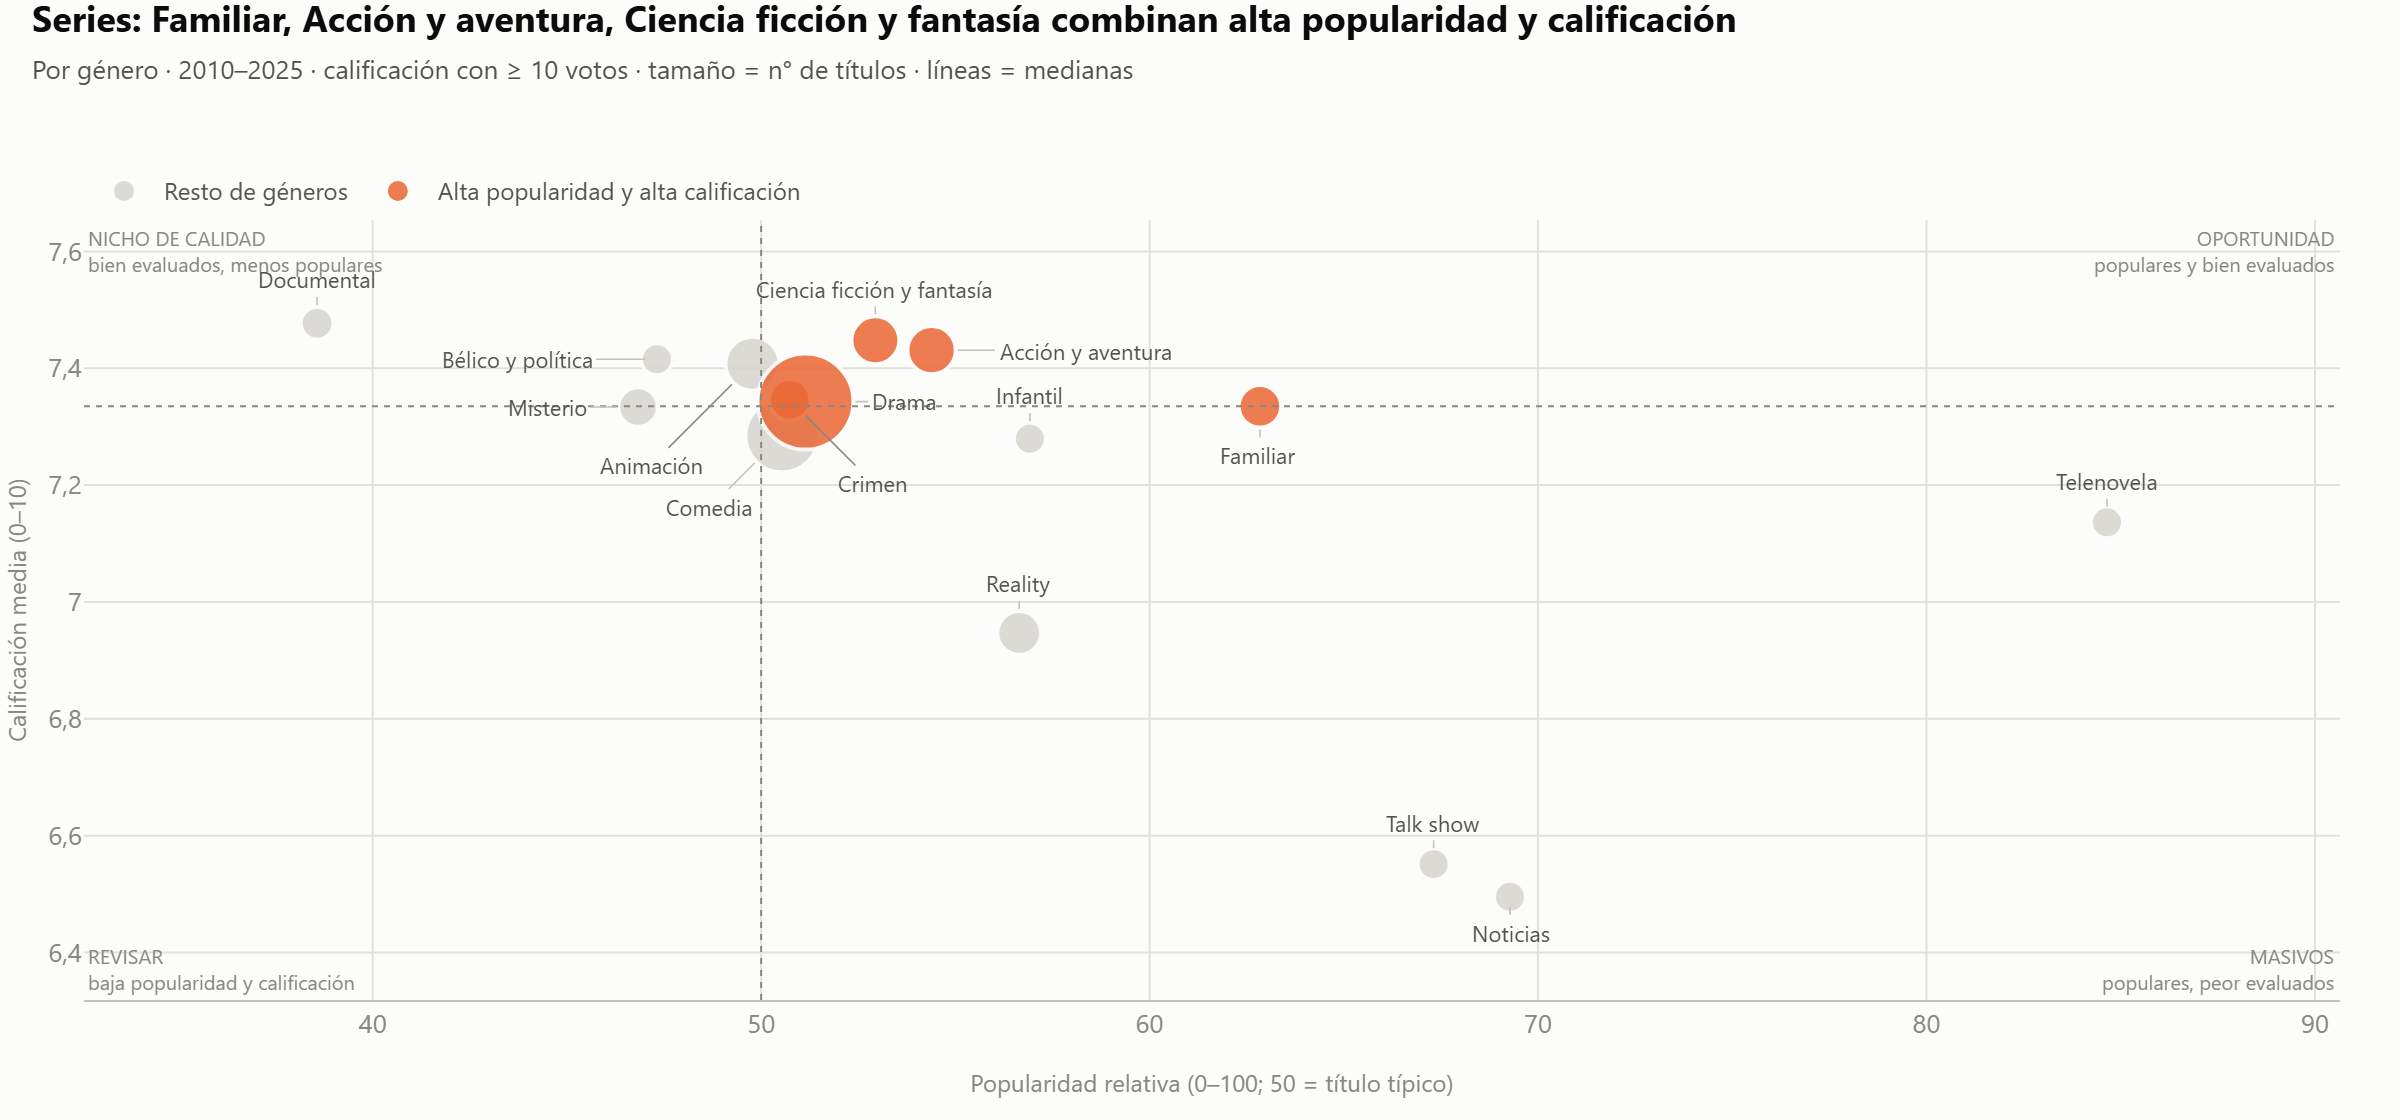 Series: Familiar, Acción y aventura, Ciencia ficción y fantasía combinan alta popularidad y calificación
Por género · 2010–2025 · calificación con ≥ 10 votos · tamaño = n° de títulos · líneas = medianas
Resto de géneros
Alta popularidad y alta calificación
NICHO DE CALIDAD
bien evaluados, menos populares
OPORTUNIDAD
populares y bien evaluados
7,6
7,4
7,2
7
6,8
6,6
6,4
Calificación media (0–10)
Documental
Ciencia ficción y fantasía
Bélico y política
Acción y aventura
Misterio
Drama
Infantil
Familiar
Animación
Crimen
Comedia
Telenovela
Reality
Talk show
Noticias
REVISAR
baja popularidad y calificación
MASIVOS
populares, peor evaluados
40
50
60
70
80
90
Popularidad relativa (0–100; 50 = título típico)